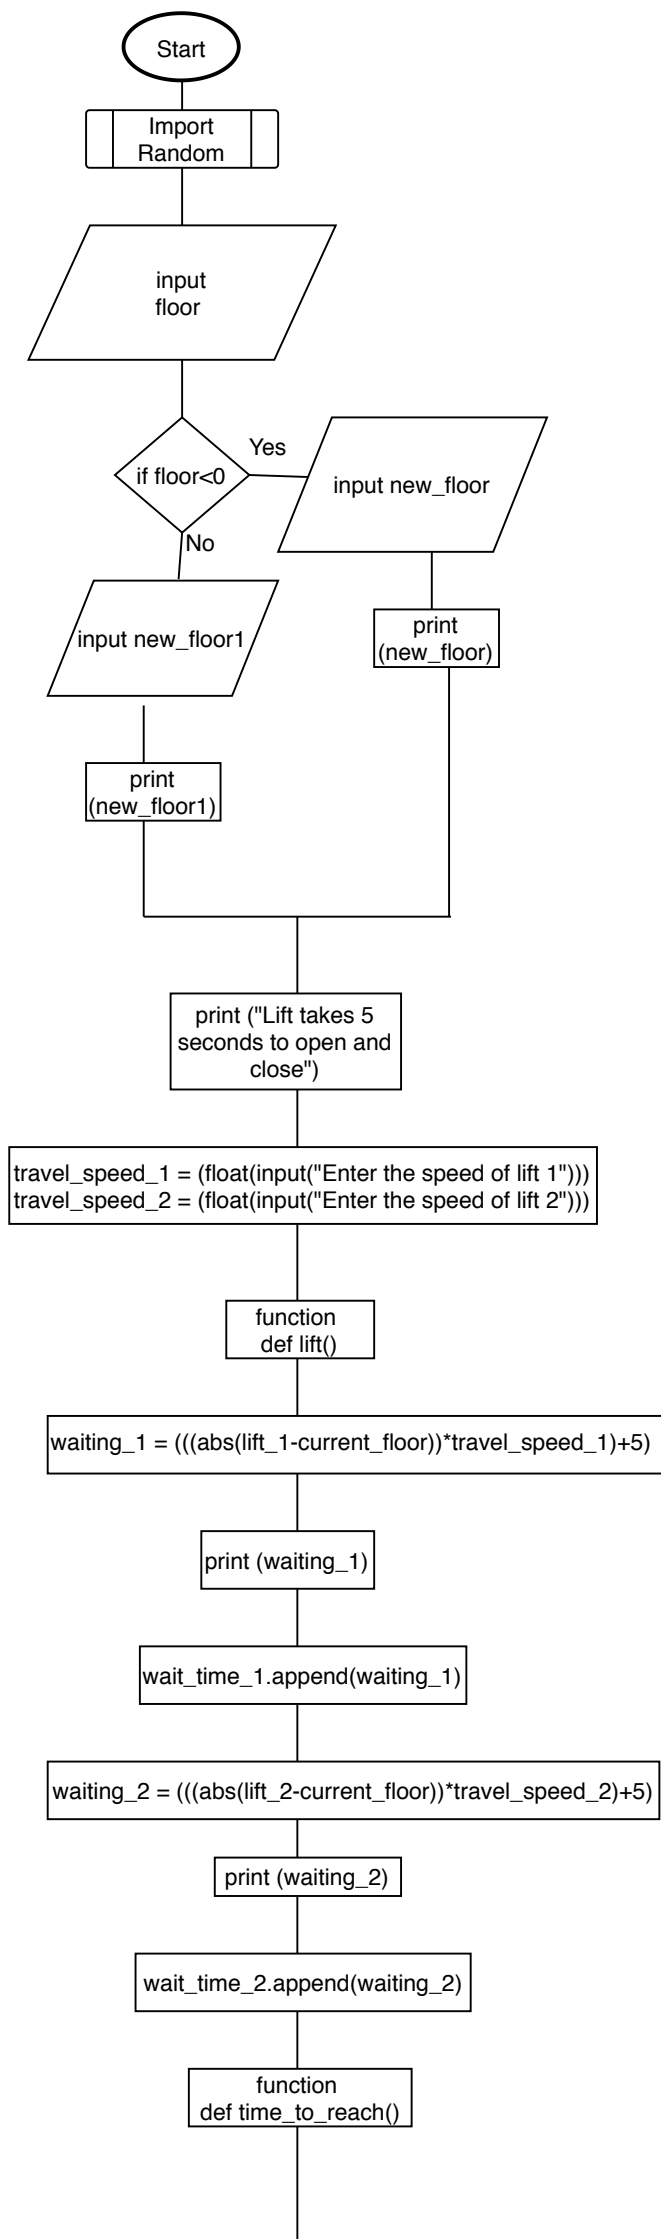 Start
Import
Random
input
floor
if floor<0
Yes
input new_floor
No
print
(new_floor)
input new_floor1
print
(new_floor1)
print ("Lift takes 5
seconds to open and
close")
travel_speed_1 = (float(input("Enter the speed of lift 1")))
travel_speed_2 = (float(input("Enter the speed of lift 2")))
function
def lift()
waiting_1 = (((abs(lift_1-current_floor))*travel_speed_1)+5)
print (waiting_1)
wait_time_1.append(waiting_1)
waiting_2 = (((abs(lift_2-current_floor))*travel_speed_2)+5)
print (waiting_2)
wait_time_2.append(waiting_2)
function
def time_to_reach()